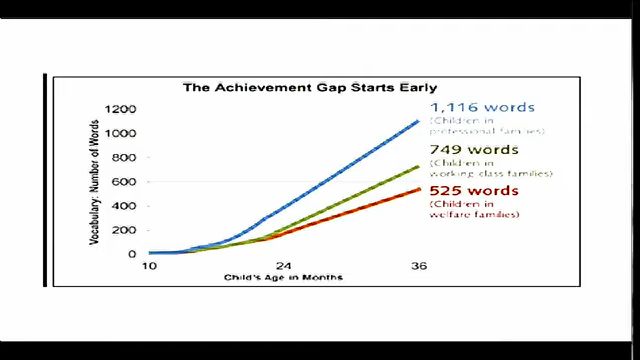 The Achievement Gap Starts Early
Vocabulary: Number of Words
1200
1000
800
600
400
200
0
10
24
36
Child's Age in Months
1,116 words
(Children in
professional families)
749 words
(Children in
working class families)
525 words
(Children in
welfare families)